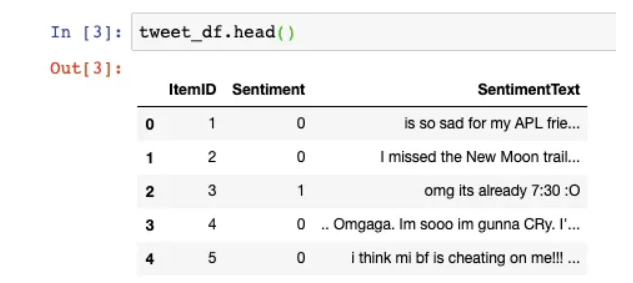 In [3]: tweet_df.head()
Out[3]:
ItemID Sentiment SentimentText
0 1 0 is so sad for my APL frie...
1 2 0 I missed the New Moon trail...
2 3 1 omg its already 7:30 :O
3 4 0 .. Omgaga. Im sooo im gunna CRy. I'...
4 5 0 i think mi bf is cheating on me!!! ...